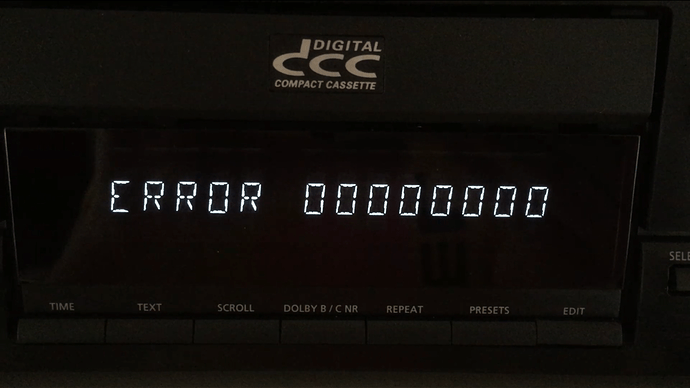 DIGITAL
dcc
COMPACT CASSETTE
ERROR 00000000
TIME TEXT SCROLL DOLBY B / C NR REPEAT PRESETS EDIT